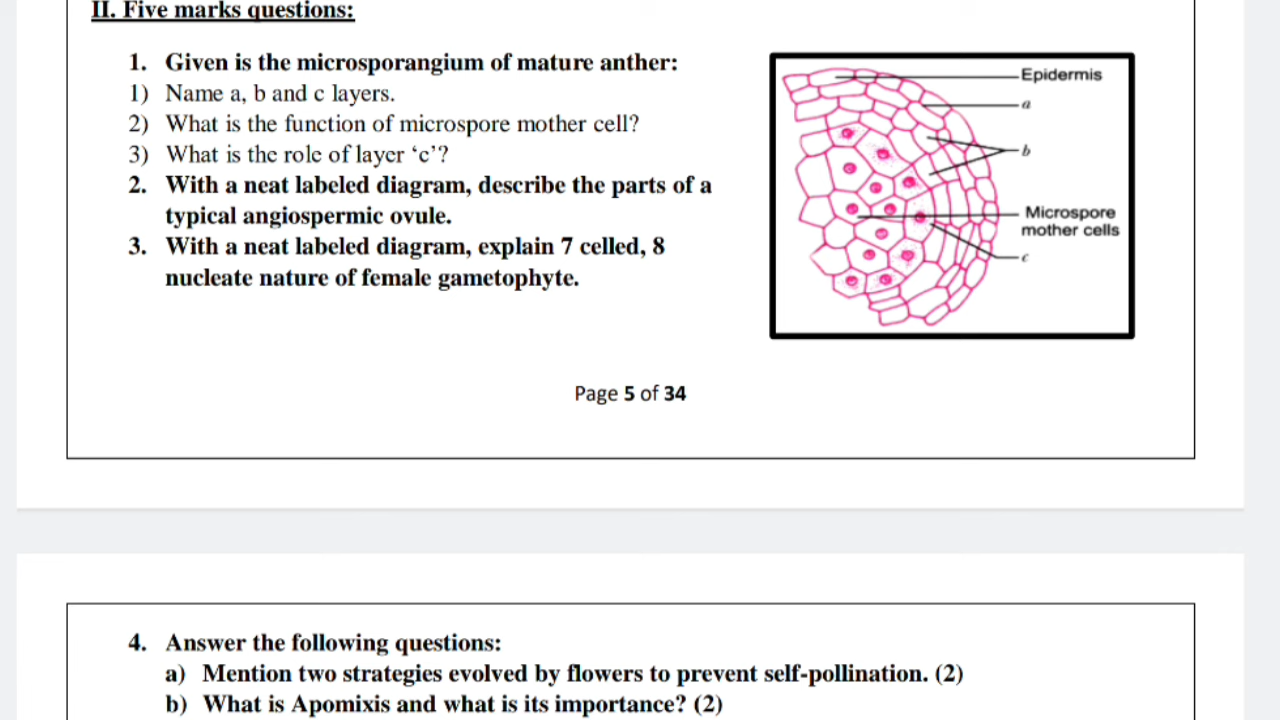 II. Five marks questions:
1. Given is the microsporangium of mature anther:
1) Name a, b and c layers.
2) What is the function of microspore mother cell?
3) What is the role of layer ‘c’?
2. With a neat labeled diagram, describe the parts of a
typical angiospermic ovule.
3. With a neat labeled diagram, explain 7 celled, 8
nucleate nature of female gametophyte.
Epidermis
a
b
Microspore
mother cells
c
Page 5 of 34
4. Answer the following questions:
a) Mention two strategies evolved by flowers to prevent self-pollination. (2)
b) What is Apomixis and what is its importance? (2)